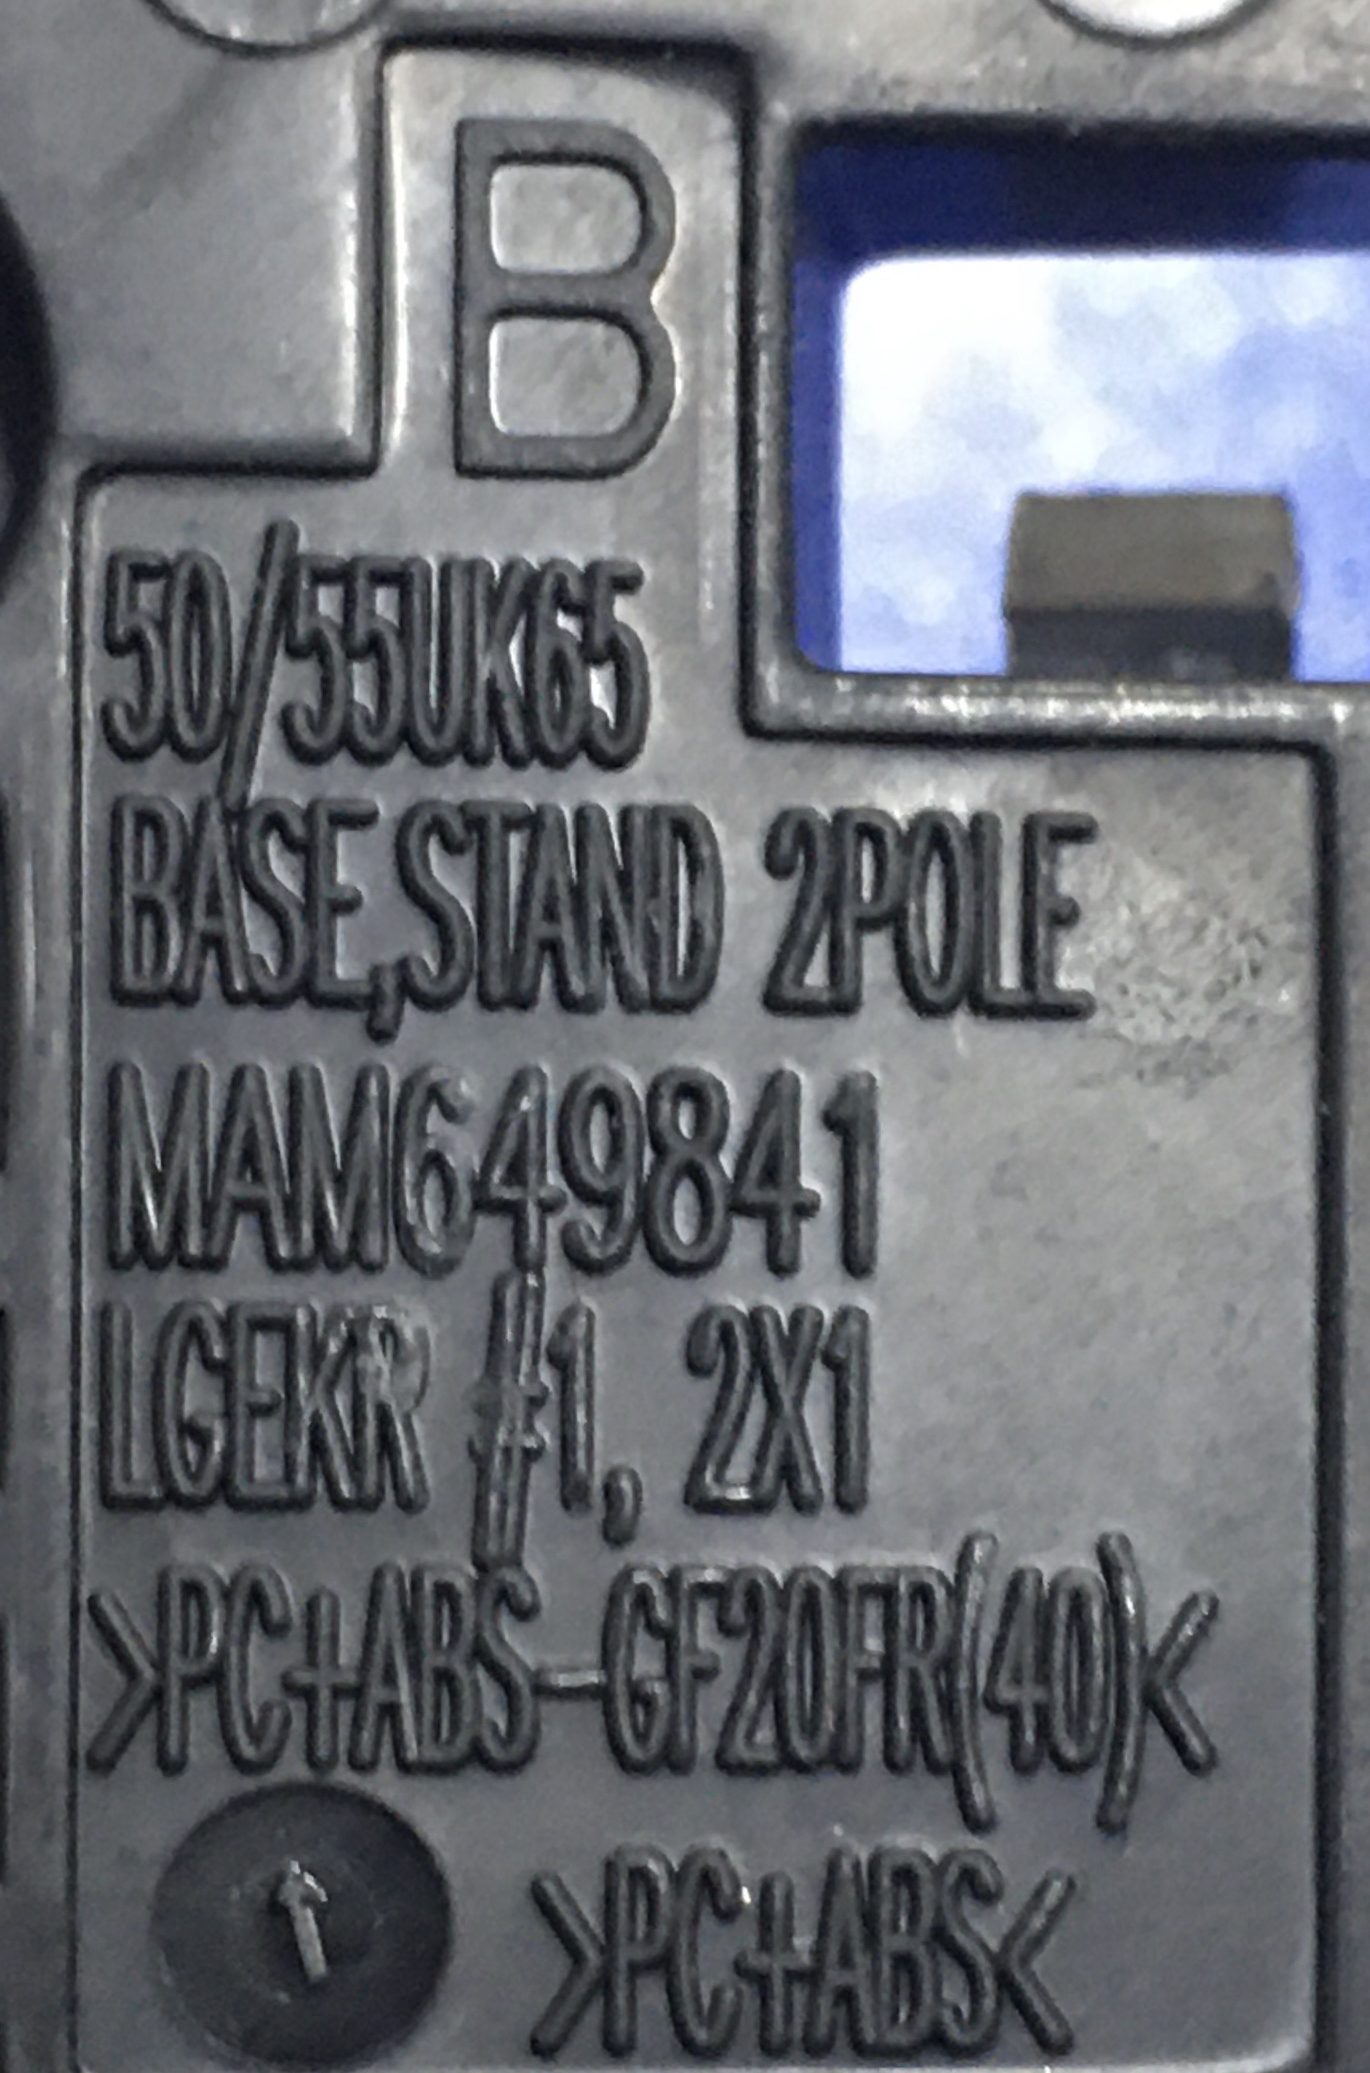 B
50/55UK65
BASE,STAND 2POLE
MAM649841
LGEKR #1, 2X1
>PC+ABS-GF20FR(40)<
>PC+ABS<